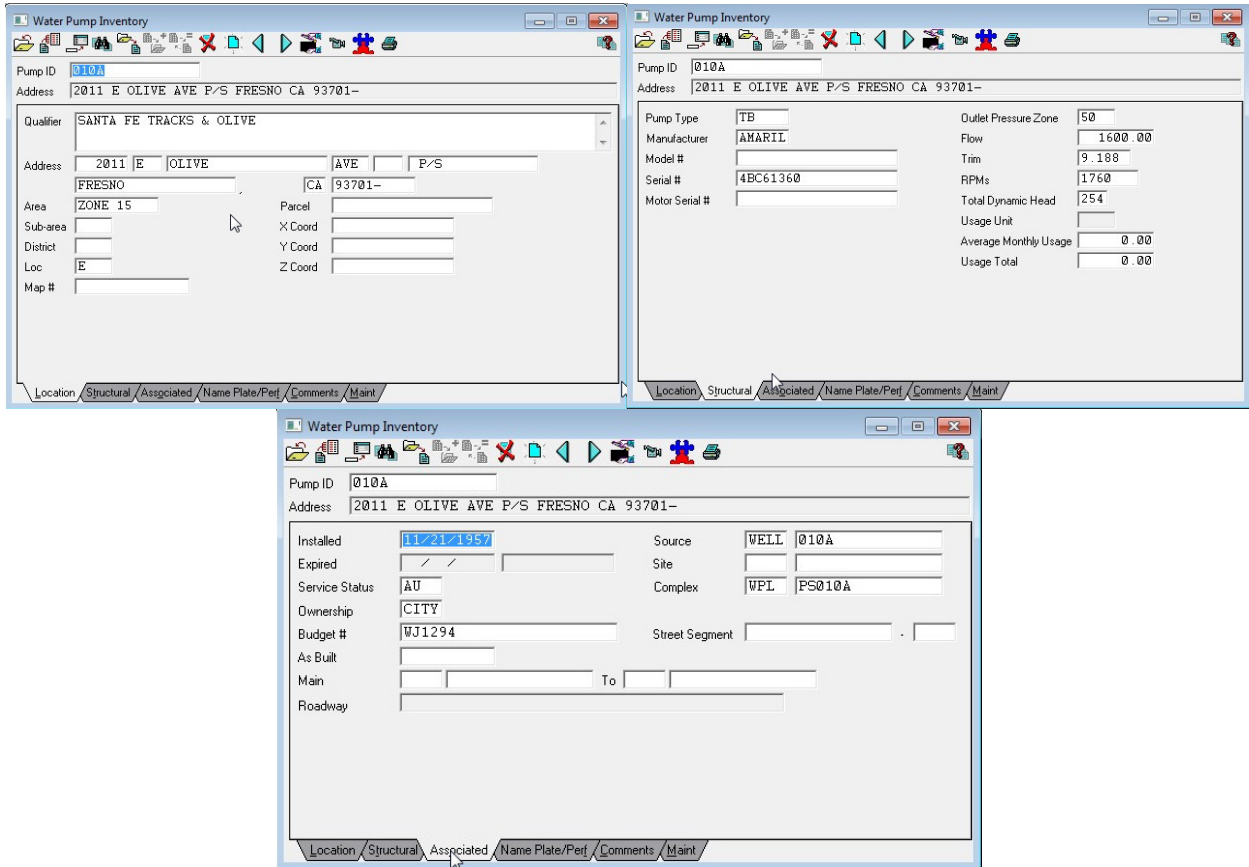 Water Pump Inventory
Pump ID 010A
Address 2011 E OLIVE AVE P/S FRESNO CA 93701-
Qualifier SANTA FE TRACKS & OLIVE
Address 2011 E OLIVE AVE P/S
FRESNO , CA 93701-
Area ZONE 15 Parcel
Sub-area X Coord
District Y Coord
Loc E Z Coord
Map #
Location Structural Associated Name Plate/Perf Comments Maint
Water Pump Inventory
Pump ID 010A
Address 2011 E OLIVE AVE P/S FRESNO CA 93701-
Pump Type TB Outlet Pressure Zone 50
Manufacturer AMARIL Flow 1600.00
Model # Trim 9.188
Serial # 4BC61360 RPMs 1760
Motor Serial # Total Dynamic Head 254
Usage Unit
Average Monthly Usage 0.00
Usage Total 0.00
Location Structural Associated Name Plate/Perf Comments Maint
Water Pump Inventory
Pump ID 010A
Address 2011 E OLIVE AVE P/S FRESNO CA 93701-
Installed 11/21/1957 Source WELL 010A
Expired / / Site
Service Status AU Complex WPL PS010A
Ownership CITY
Budget # WJ1294 Street Segment -
As Built
Main To
Roadway
Location Structural Associated Name Plate/Perf Comments Maint